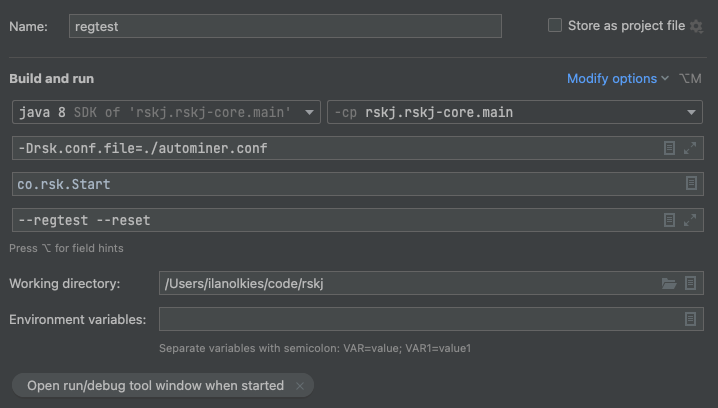 Name: regtest Store as project file
Build and run Modify options ⌥M
java 8 SDK of 'rskj.rskj-core.main' -cp rskj.rskj-core.main
-Drsk.conf.file=./autominer.conf
co.rsk.Start
--regtest --reset
Press ⌥ for field hints
Working directory: /Users/ilanolkies/code/rskj
Environment variables:
Separate variables with semicolon: VAR=value; VAR1=value1
Open run/debug tool window when started ×